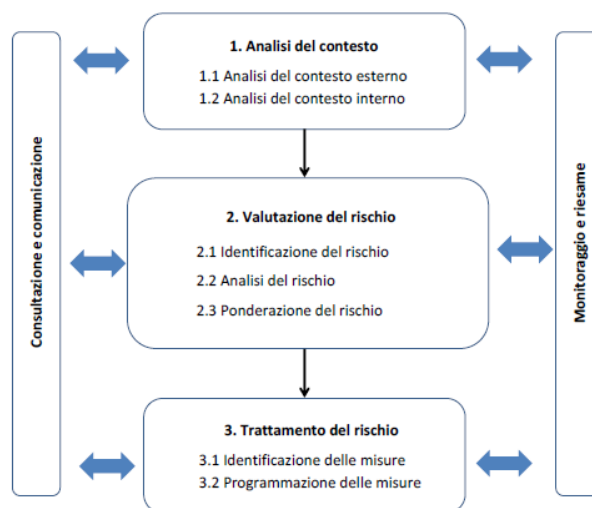 1. Analisi del contesto
1.1 Analisi del contesto esterno
1.2 Analisi del contesto interno
Consultazione e comunicazione
2. Valutazione del rischio
2.1 Identificazione del rischio
2.2 Analisi del rischio
2.3 Ponderazione del rischio
Monitoraggio e riesame
3. Trattamento del rischio
3.1 Identificazione delle misure
3.2 Programmazione delle misure